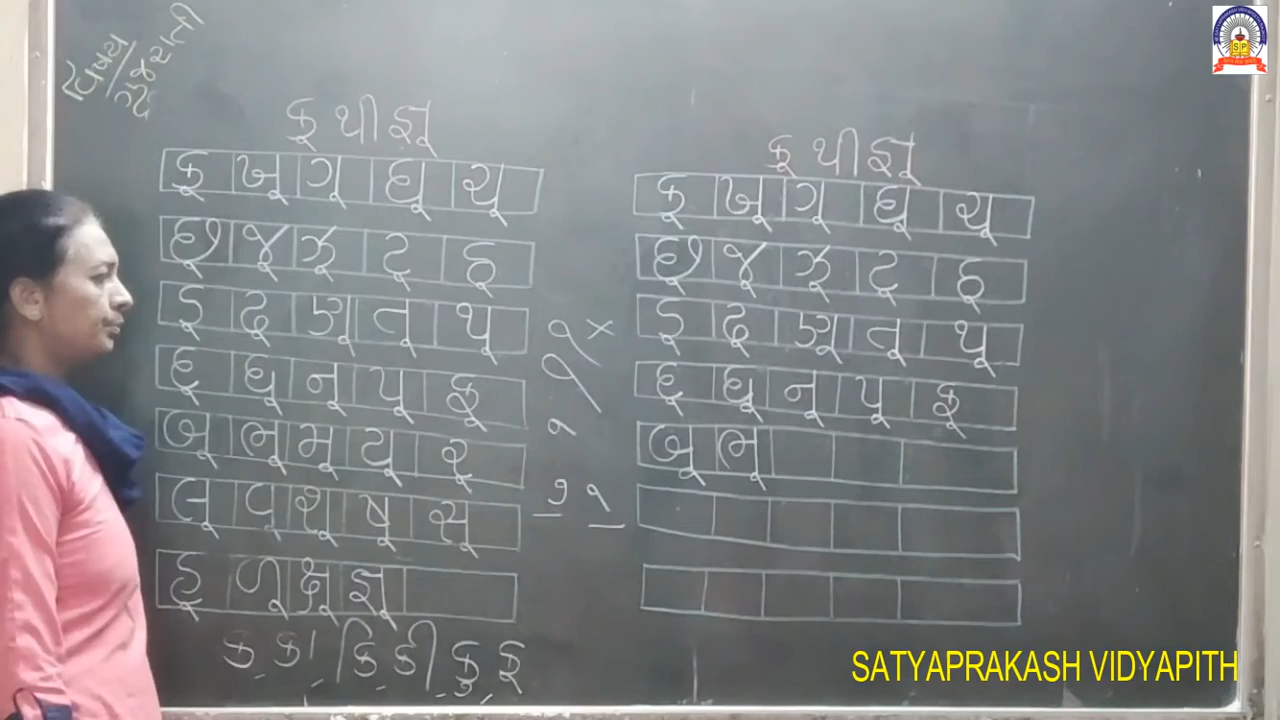 વિષય
ગુજરાતી
કૂ થી જ્ઞૂ
કૂ ખૂ ગૂ ઘૂ ચૂ
છૂ જૂ ઝૂ ટૂ ઠૂ
ડૂ ઢૂ ણૂ તૂ થૂ
દૂ ધૂ નૂ પૂ ફૂ
બૂ ભૂ મૂ યૂ રૂ
લૂ વૂ શૂ ષૂ સૂ
હૂ ળૂ ક્ષૂ જ્ઞૂ
ક કા કિ કી કુ કૂ
કૂ થી જ્ઞૂ
કૂ ખૂ ગૂ ઘૂ ચૂ
છૂ જૂ ઝૂ ટૂ ઠૂ
ડૂ ઢૂ ણૂ તૂ થૂ
દૂ ધૂ નૂ પૂ ફૂ
બૂ ભૂ
SATYAPRAKASH VIDYAPITH